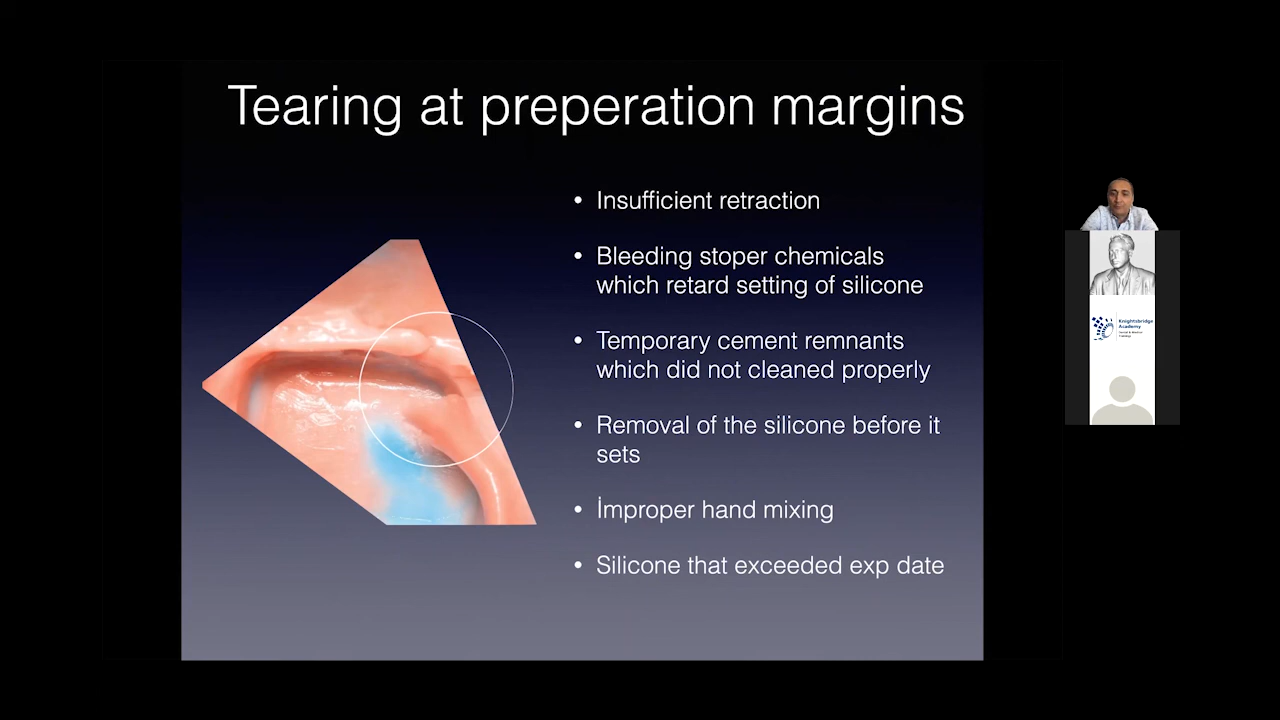 Tearing at preperation margins
• Insufficient retraction
• Bleeding stoper chemicals
which retard setting of silicone
• Temporary cement remnants
which did not cleaned properly
• Removal of the silicone before it
sets
• İmproper hand mixing
• Silicone that exceeded exp date
Knightsbridge
Academy